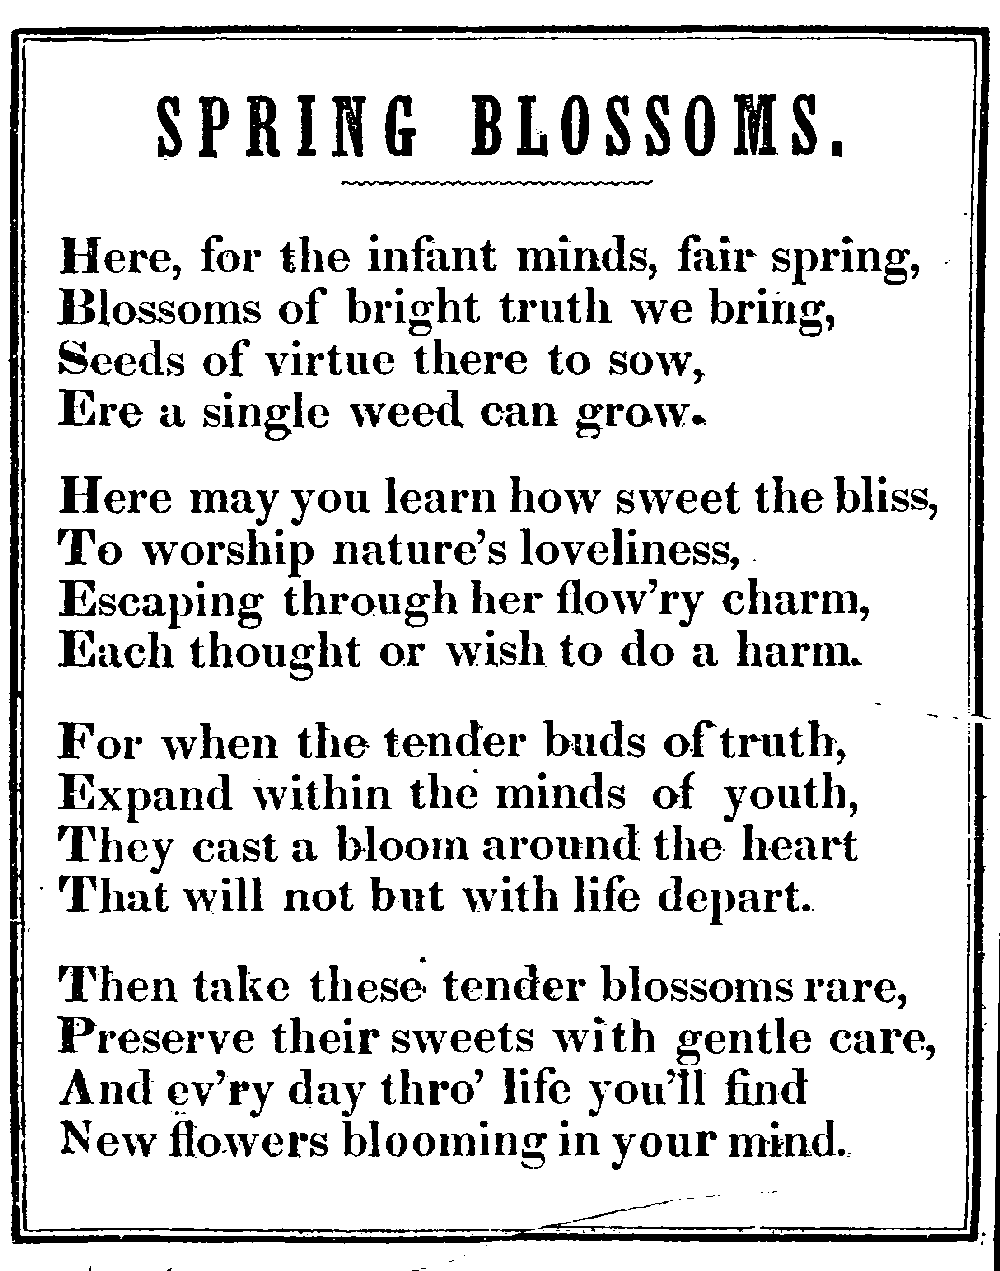 SPRING BLOSSOMS.
Here, for the infant minds, fair spring,
Blossoms of bright truth we bring,
Seeds of virtue there to sow,
Ere a single weed can grow.
Here may you learn how sweet the bliss,
To worship nature's loveliness,
Escaping through her flow'ry charm,
Each thought or wish to do a harm.
For when the tender buds of truth,
Expand within the minds of youth,
They cast a bloom around the heart
That will not but with life depart.
Then take these tender blossoms rare,
Preserve their sweets with gentle care,
And ev'ry day thro' life you'll find
New flowers blooming in your mind.